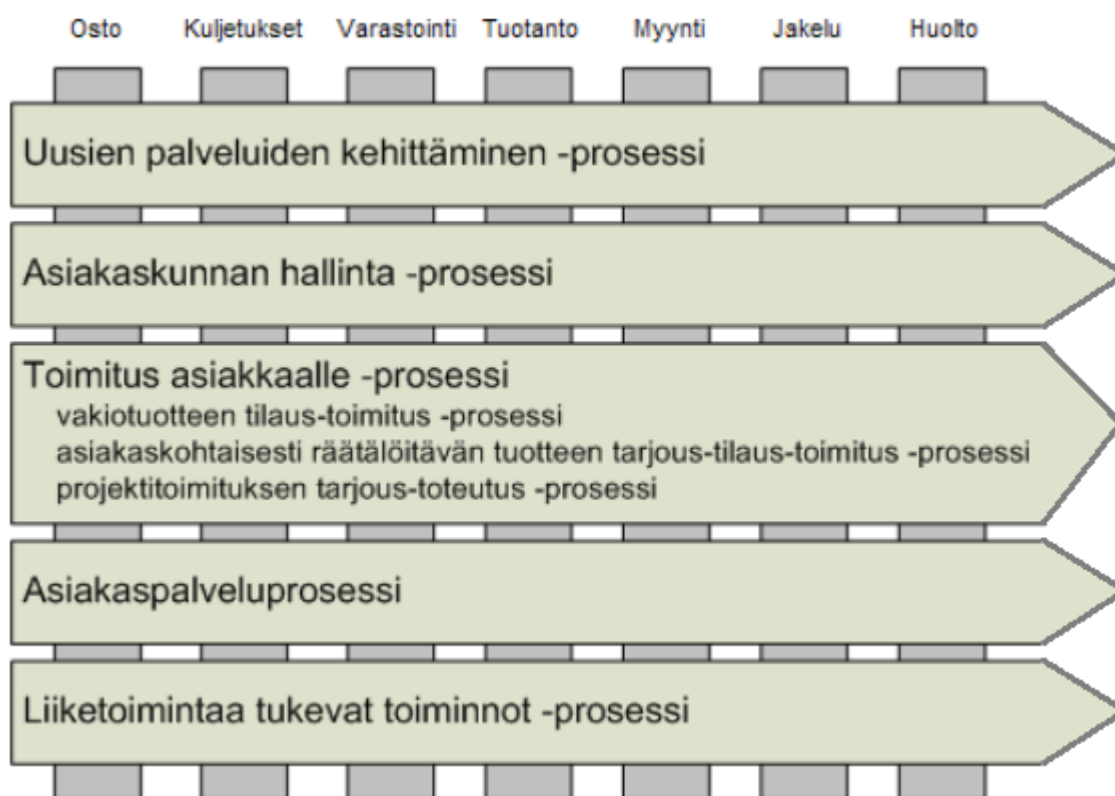 Osto Kuljetukset Varastointi Tuotanto Myynti Jakelu Huolto
Uusien palveluiden kehittäminen -prosessi
Asiakaskunnan hallinta -prosessi
Toimitus asiakkaalle -prosessi
vakiotuotteen tilaus-toimitus -prosessi
asiakaskohtaisesti räätälöitävän tuotteen tarjous-tilaus-toimitus -prosessi
projektitoimituksen tarjous-toteutus -prosessi
Asiakaspalveluprosessi
Liiketoimintaa tukevat toiminnot -prosessi